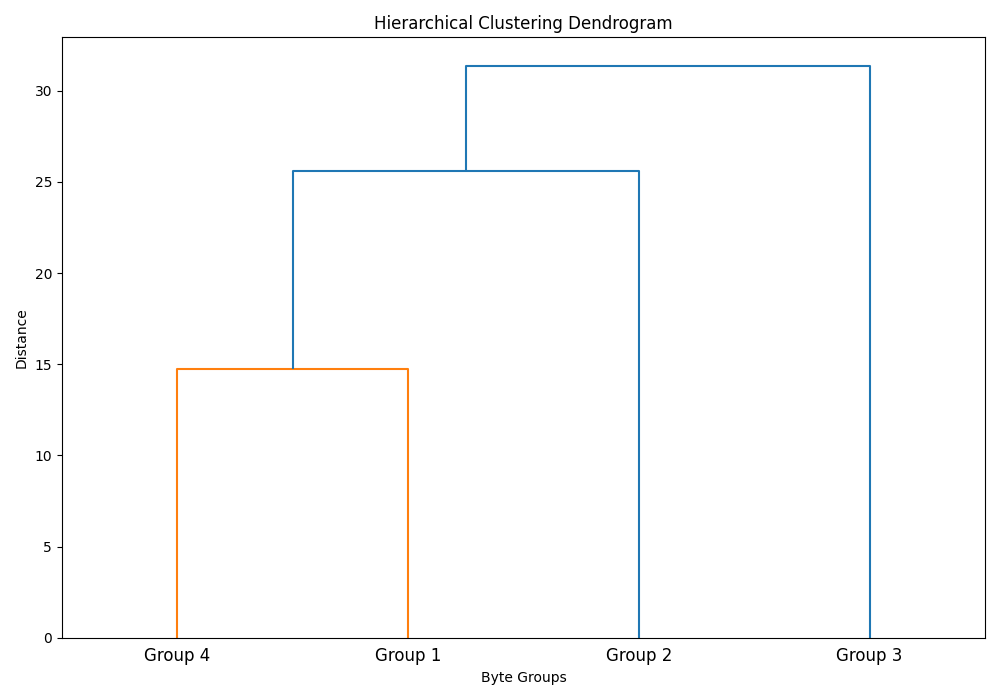 Hierarchical Clustering Dendrogram
30
25
20
15
10
5
0
Distance
Group 4
Group 1
Group 2
Group 3
Byte Groups